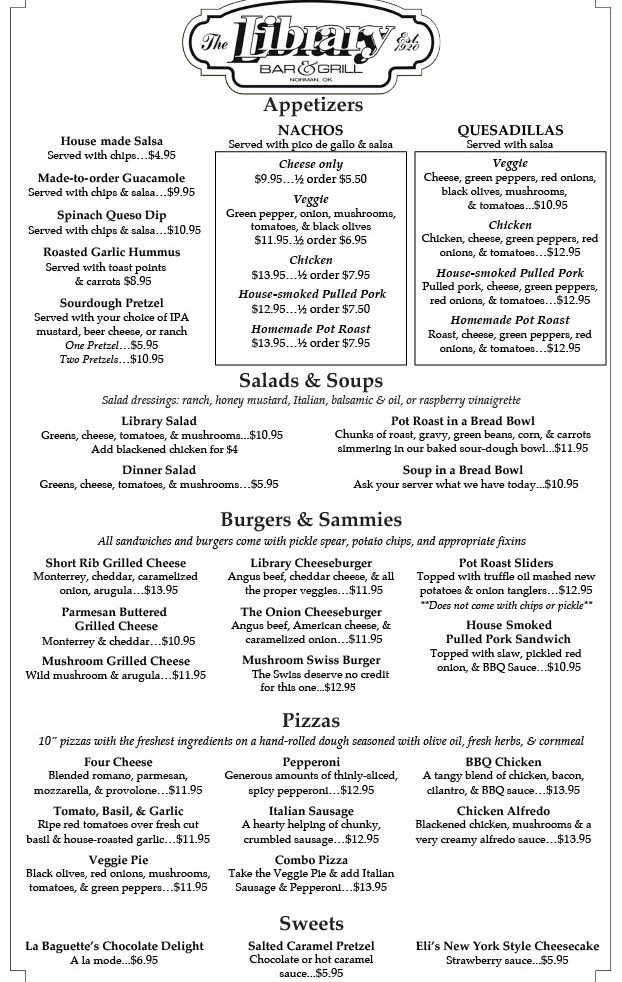 The Library Est. 1920
BAR & GRILL
NORMAN, OK.
Appetizers
House made Salsa
Served with chips…$4.95
Made-to-order Guacamole
Served with chips & salsa…$9.95
Spinach Queso Dip
Served with chips & salsa…$10.95
Roasted Garlic Hummus
Served with toast points
& carrots $8.95
Sourdough Pretzel
Served with your choice of IPA
mustard, beer cheese, or ranch
One Pretzel…$5.95
Two Pretzels…$10.95
NACHOS
Served with pico de gallo & salsa
Cheese only
$9.95…½ order $5.50
Veggie
Green pepper, onion, mushrooms,
tomatoes, & black olives
$11.95..½ order $6.95
Chicken
$13.95…½ order $7.95
House-smoked Pulled Pork
$12.95…½ order $7.50
Homemade Pot Roast
$13.95…½ order $7.95
QUESADILLAS
Served with salsa
Veggie
Cheese, green peppers, red onions,
black olives, mushrooms,
& tomatoes...$10.95
Chicken
Chicken, cheese, green peppers, red
onions, & tomatoes…$12.95
House-smoked Pulled Pork
Pulled pork, cheese, green peppers,
red onions, & tomatoes…$12.95
Homemade Pot Roast
Roast, cheese, green peppers, red
onions, & tomatoes…$12.95
Salads & Soups
Salad dressings: ranch, honey mustard, Italian, balsamic & oil, or raspberry vinaigrette
Library Salad
Greens, cheese, tomatoes, & mushrooms...$10.95
Add blackened chicken for $4
Dinner Salad
Greens, cheese, tomatoes, & mushrooms…$5.95
Pot Roast in a Bread Bowl
Chunks of roast, gravy, green beans, corn, & carrots
simmering in our baked sour-dough bowl...$11.95
Soup in a Bread Bowl
Ask your server what we have today...$10.95
Burgers & Sammies
All sandwiches and burgers come with pickle spear, potato chips, and appropriate fixins
Short Rib Grilled Cheese
Monterrey, cheddar, caramelized
onion, arugula…$13.95
Parmesan Buttered
Grilled Cheese
Monterey & cheddar…$10.95
Mushroom Grilled Cheese
Wild mushroom & arugula…$11.95
Library Cheeseburger
Angus beef, cheddar cheese, & all
the proper veggies…$11.95
The Onion Cheeseburger
Angus beef, American cheese, &
caramelized onion…$11.95
Mushroom Swiss Burger
The Swiss deserve no credit
for this one...$12.95
Pot Roast Sliders
Topped with truffle oil mashed new
potatoes & onion tanglers…$12.95
**Does not come with chips or pickle**
House Smoked
Pulled Pork Sandwich
Topped with slaw, pickled red
onion, & BBQ Sauce…$10.95
Pizzas
10˝ pizzas with the freshest ingredients on a hand-rolled dough seasoned with olive oil, fresh herbs, & cornmeal
Four Cheese
Blended romano, parmesan,
mozzarella, & provolone…$11.95
Tomato, Basil, & Garlic
Ripe red tomatoes over fresh cut
basil & house-roasted garlic…$11.95
Veggie Pie
Black olives, red onions, mushrooms,
tomatoes, & green peppers…$11.95
Pepperoni
Generous amounts of thinly-sliced,
spicy pepperoni…$12.95
Italian Sausage
A hearty helping of chunky,
crumbled sausage…$12.95
Combo Pizza
Take the Veggie Pie & add Italian
Sausage & Pepperoni…$13.95
BBQ Chicken
A tangy blend of chicken, bacon,
cilantro, & BBQ sauce…$13.95
Chicken Alfredo
Blackened chicken, mushrooms & a
very creamy alfredo sauce…$13.95
Sweets
La Baguette's Chocolate Delight
A la mode...$6.95
Salted Caramel Pretzel
Chocolate or hot caramel
sauce...$5.95
Eli's New York Style Cheesecake
Strawberry sauce...$5.95